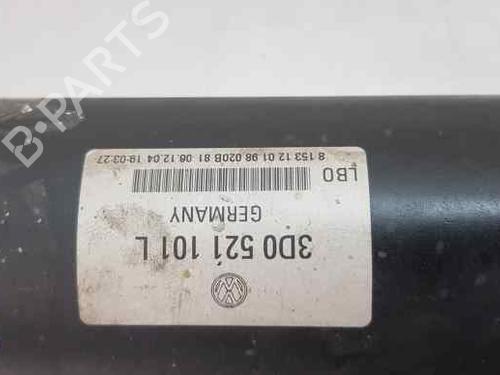 3D0 521 101 L
GERMANY
LBO
8 153 12 01 98 020B 81 06.12.04 19:03:27
B-PARTS